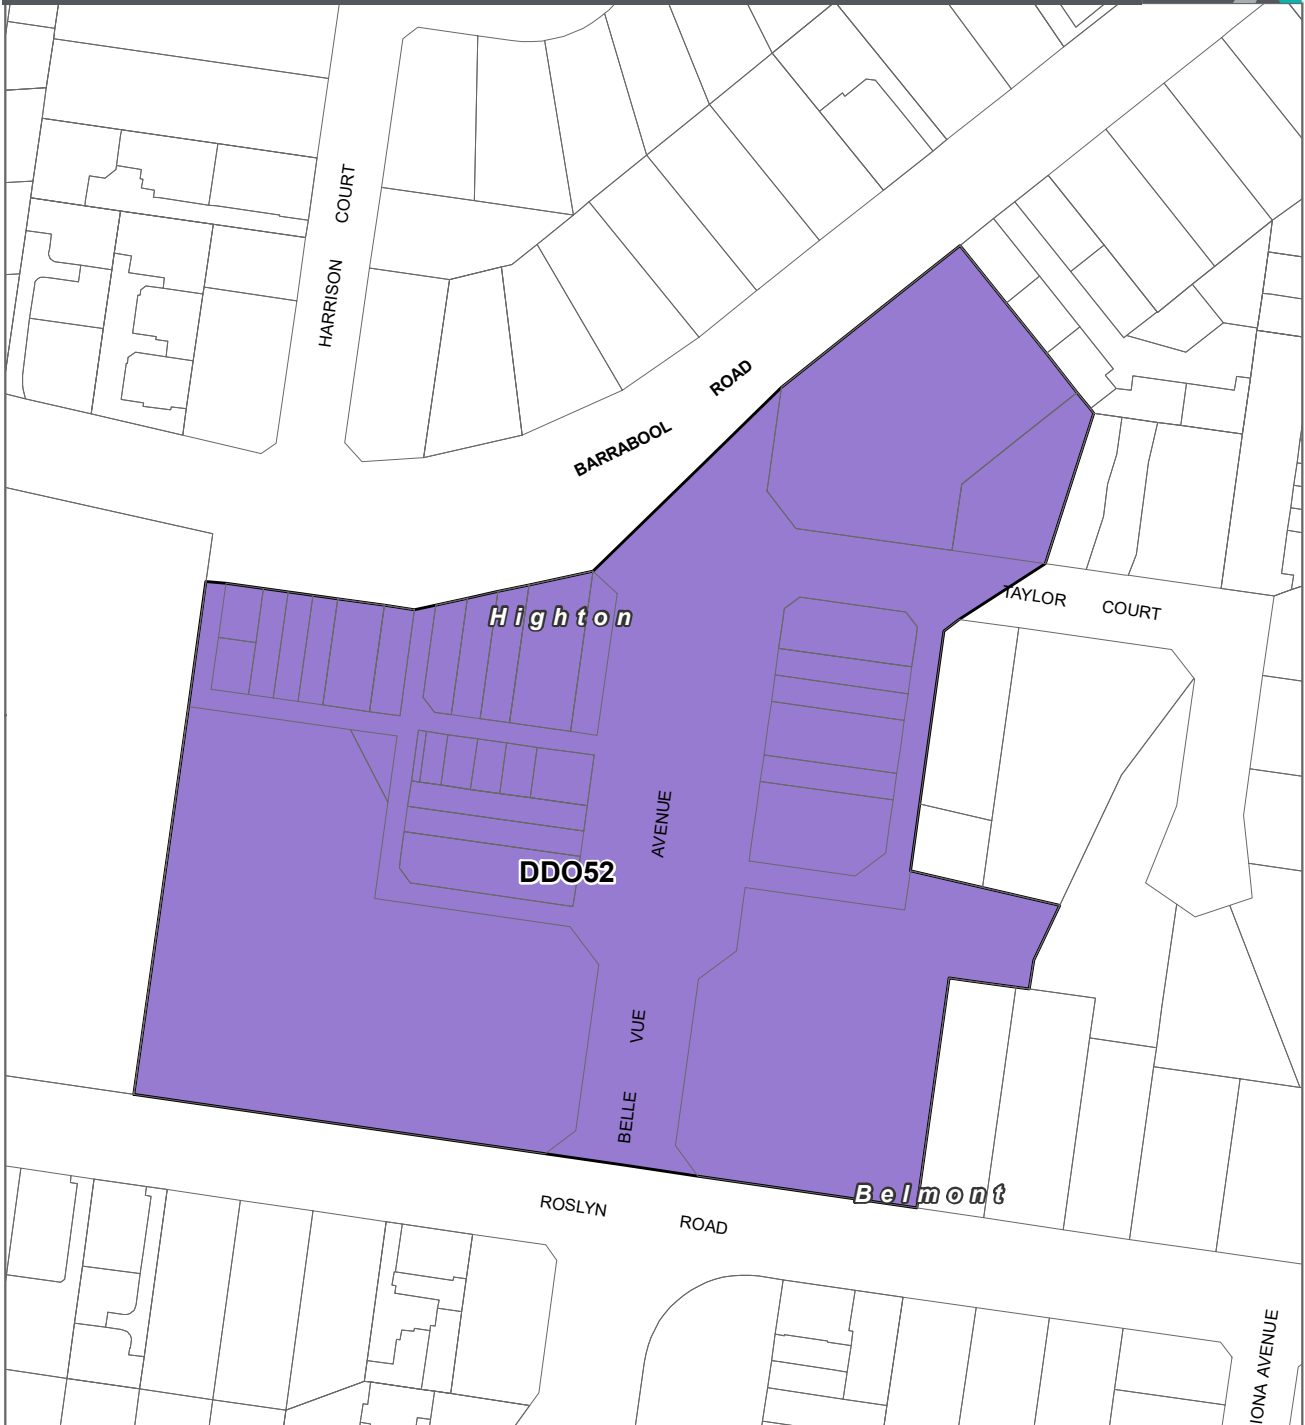 HARRISON COURT
BARRABOOL ROAD
Highton
TAYLOR COURT
DDO52
BELLE VUE AVENUE
Belmont
ROSLYN ROAD
IONA AVENUE